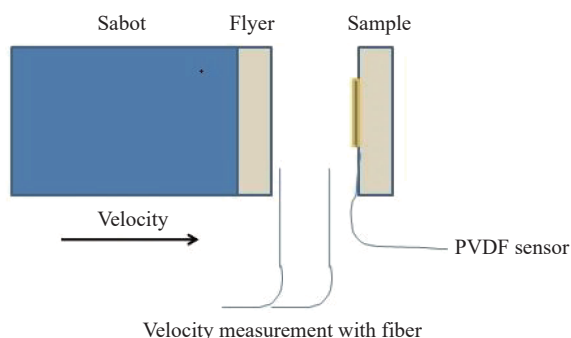 Sabot
Flyer
Sample
Velocity
PVDF sensor
Velocity measurement with fiber